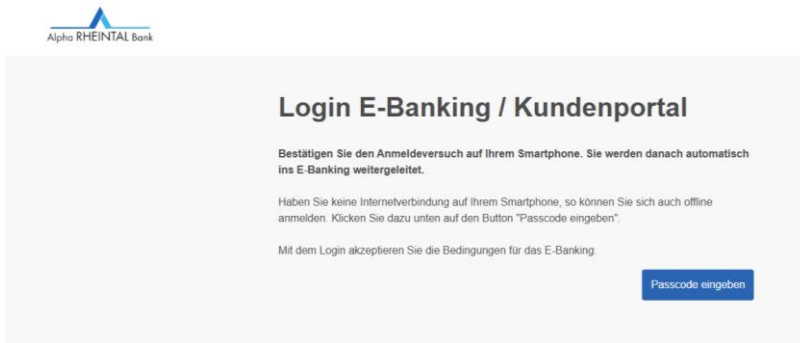 Alpha RHEINTAL Bank
Login E-Banking / Kundenportal
Bestätigen Sie den Anmeldeversuch auf Ihrem Smartphone. Sie werden danach automatisch
ins E-Banking weitergeleitet.
Haben Sie keine Internetverbindung auf Ihrem Smartphone, so können Sie sich auch offline
anmelden. Klicken Sie dazu unten auf den Button "Passcode eingeben".
Mit dem Login akzeptieren Sie die Bedingungen für das E-Banking.
Passcode eingeben